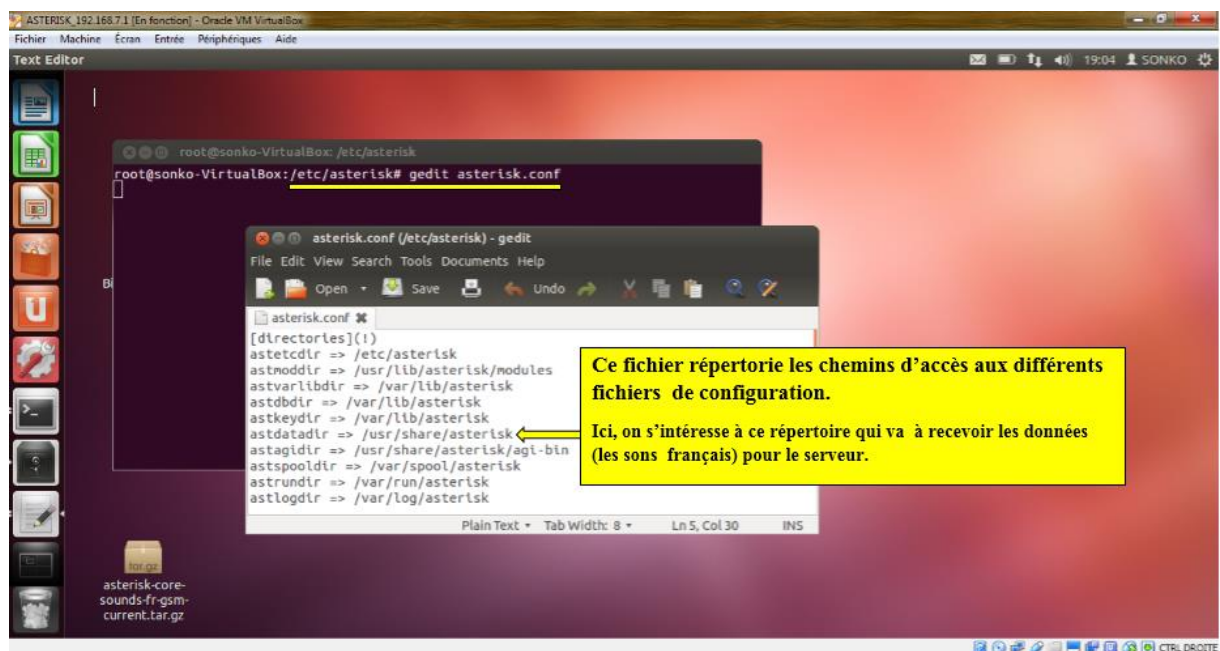 ASTERISK_192.168.7.1 [En fonction] - Oracle VM VirtualBox
Fichier Machine Écran Entrée Périphériques Aide
Text Editor
19:04 SONKO
root@sonko-VirtualBox: /etc/asterisk
root@sonko-VirtualBox:/etc/asterisk# gedit asterisk.conf
asterisk.conf (/etc/asterisk) - gedit
File Edit View Search Tools Documents Help
Open Save Undo
asterisk.conf
[directories](!)
astetcdir => /etc/asterisk
astmoddir => /usr/lib/asterisk/modules
astvarlibdir => /var/lib/asterisk
astdbdir => /var/lib/asterisk
astkeydir => /var/lib/asterisk
astdatadir => /usr/share/asterisk
astagidir => /usr/share/asterisk/agi-bin
astspooldir => /var/spool/asterisk
astrundir => /var/run/asterisk
astlogdir => /var/log/asterisk
Ce fichier répertorie les chemins d’accès aux différents
fichiers de configuration.
Ici, on s’intéresse à ce répertoire qui va à recevoir les données
(les sons français) pour le serveur.
Plain Text Tab Width: 8 Ln 5, Col 30 INS
tar.gz
asterisk-core-
sounds-fr-gsm-
current.tar.gz
CTRL DROITE